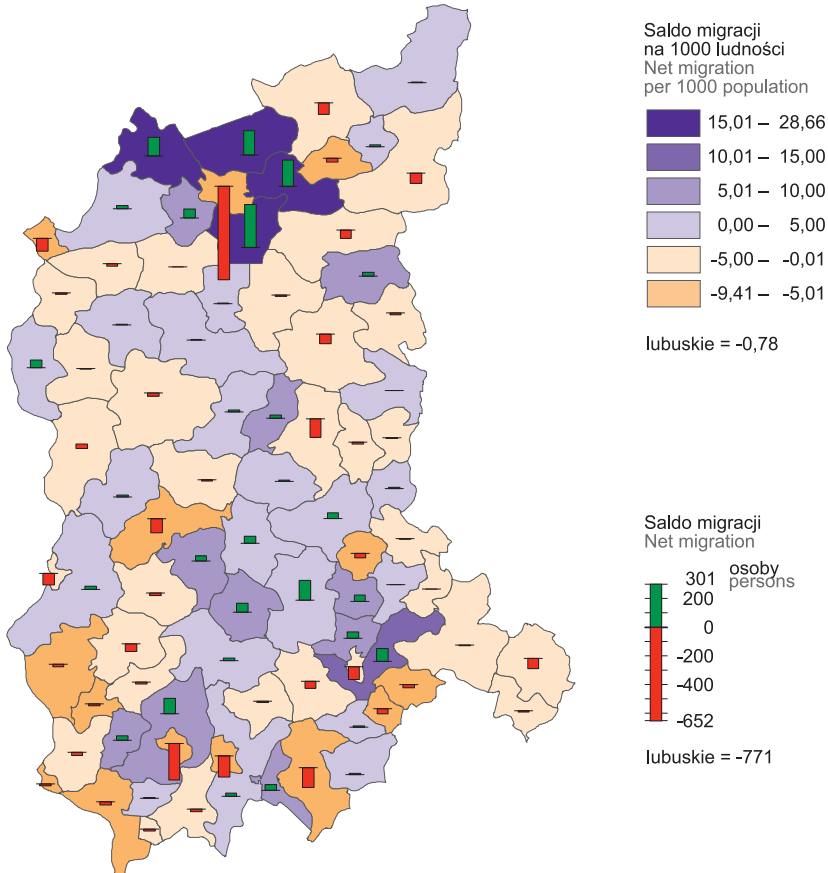 Saldo migracji
na 1000 ludności
Net migration
per 1000 population
15,01 – 28,66
10,01 – 15,00
5,01 – 10,00
0,00 – 5,00
-5,00 – -0,01
-9,41 – -5,01
lubuskie = -0,78
Saldo migracji
Net migration
osoby
persons
301
200
0
-200
-400
-652
lubuskie = -771